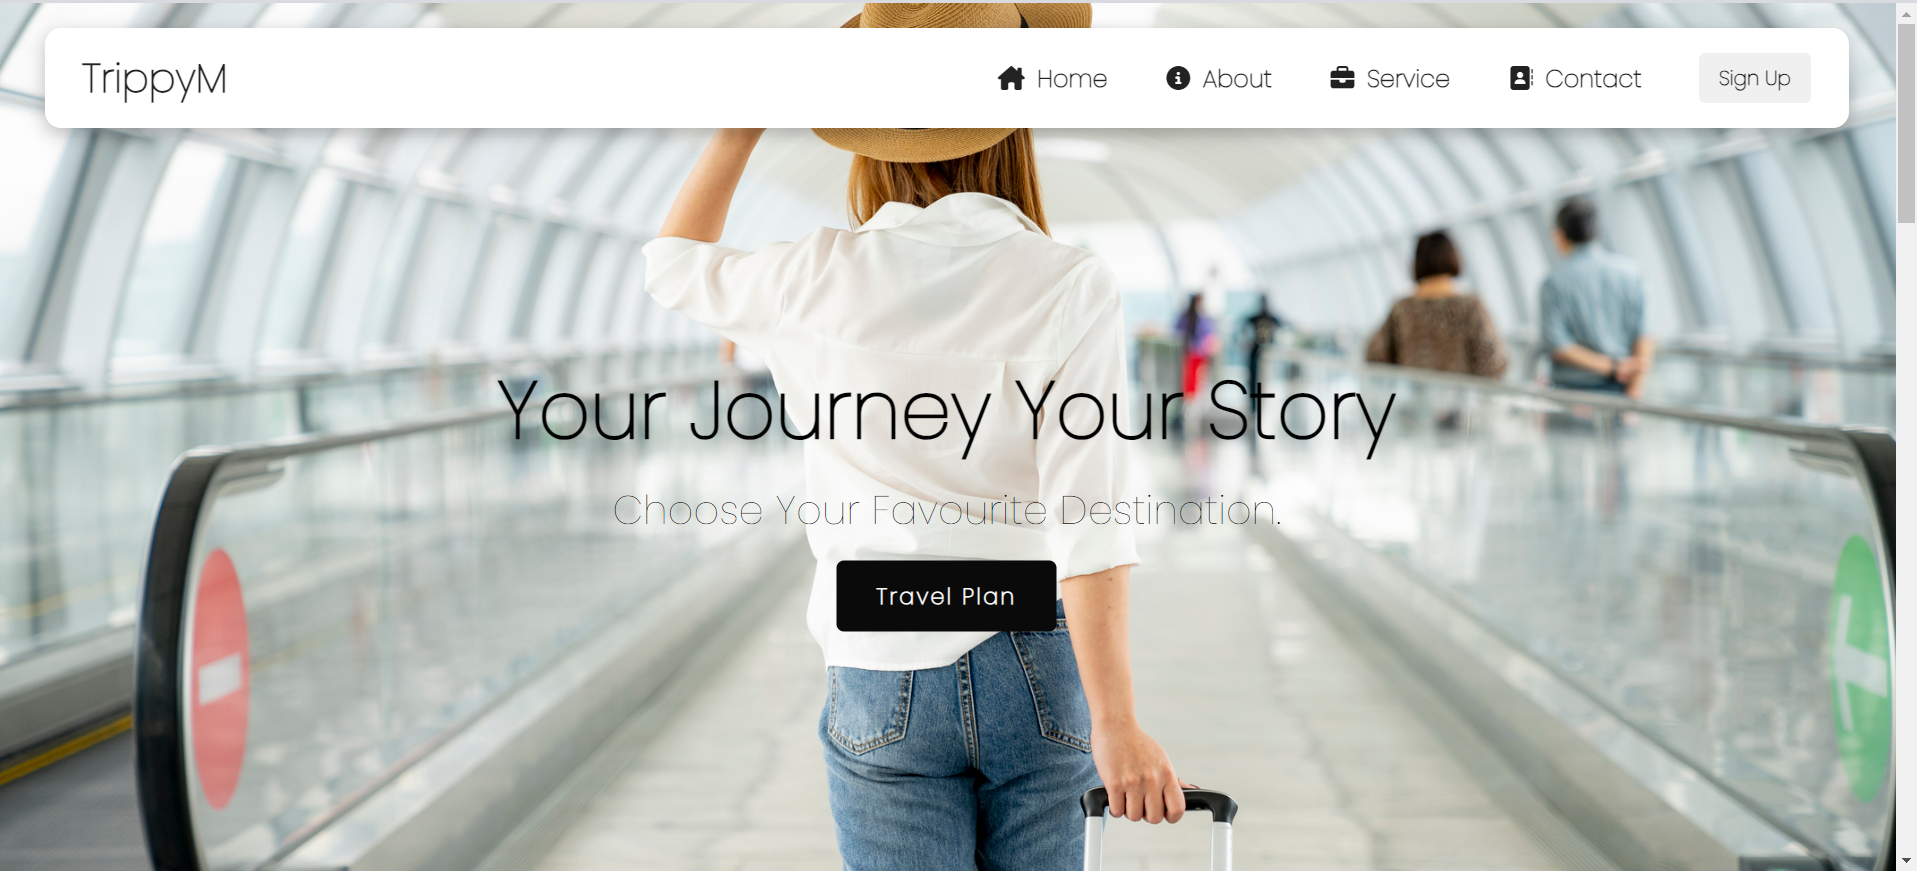 TrippyM
Home About Service Contact Sign Up
Your Journey Your Story
Choose Your Favourite Destination.
Travel Plan